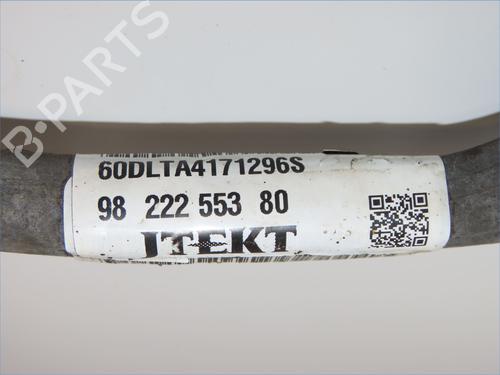 B-PARTS
60DLTA4171296S
98 222 553 80
JTEKT